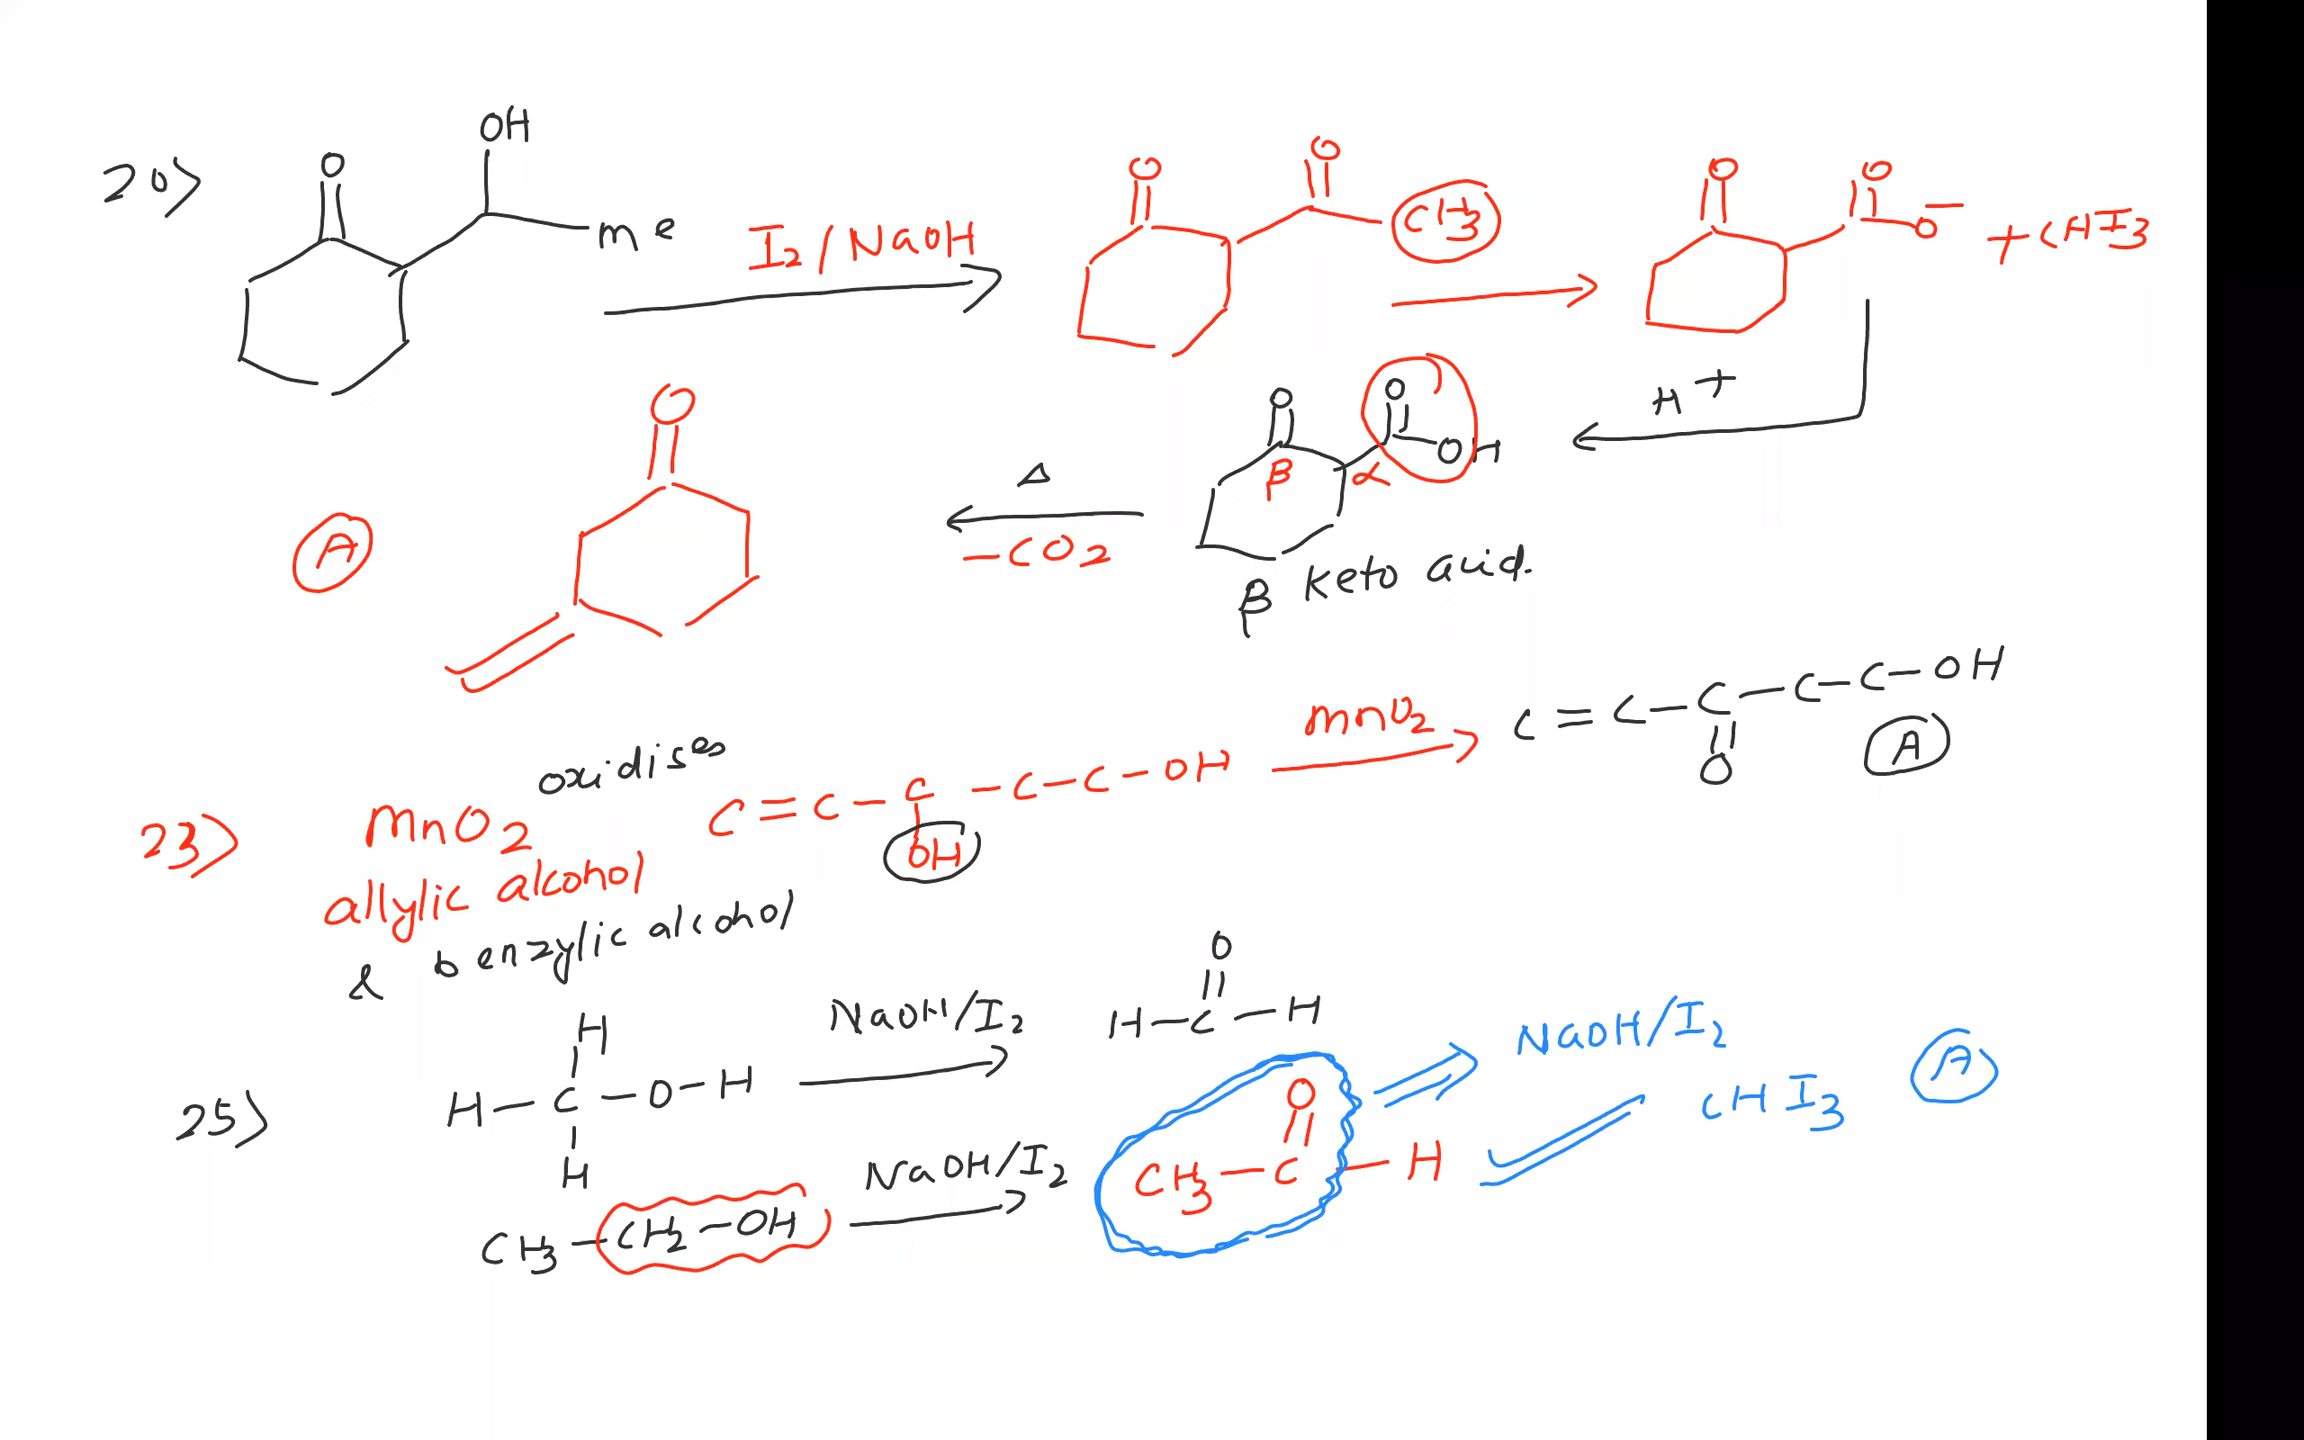 20) O OH me I2/NaOH O O CH3 O O O⁻ + CHI3
H+
O O OH
β α
Δ
-CO2
β keto acid.
O
A
23) MnO2 oxidises
allylic alcohol
& benzylic alcohol
C=C-C-C-C-OH
OH
MnO2
C=C-C-C-C-OH
O
A
25) H
H-C-O-H
H
NaOH/I2
O
H-C-H
CH3-CH2-OH
NaOH/I2
O
CH3-C-H
NaOH/I2
CHI3
A